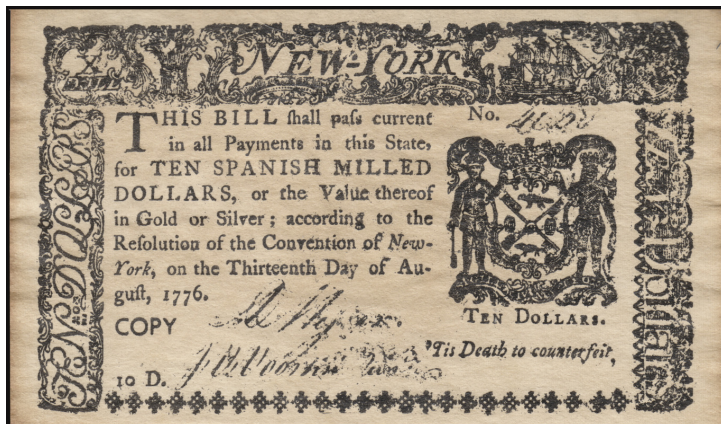 X
NEW-YORK.
THIS BILL ſhall paſs current
in all Payments in this State,
for TEN SPANISH MILLED
DOLLARS, or the Value thereof
in Gold or Silver; according to the
Reſolution of the Convention of New-
York, on the Thirteenth Day of Au-
guſt, 1776.
COPY
10 D.
No.
TEN DOLLARS.
'Tis Death to counterfeit,
TEN DOLLARS